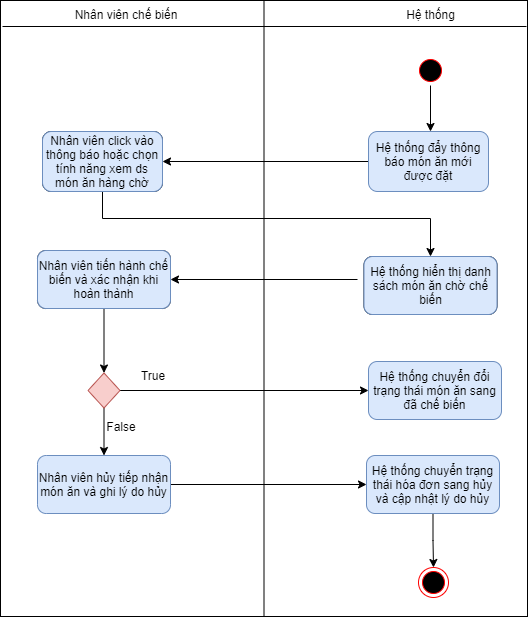 Nhân viên chế biến
Hệ thống
Hệ thống đẩy thông
báo món ăn mới
được đặt
Nhân viên click vào
thông báo hoặc chọn
tính năng xem ds
món ăn hàng chờ
Hệ thống hiển thị danh
sách món ăn chờ chế
biến
Nhân viên tiến hành chế
biến và xác nhận khi
hoàn thành
True
Hệ thống chuyển đổi
trạng thái món ăn sang
đã chế biến
False
Nhân viên hủy tiếp nhận
món ăn và ghi lý do hủy
Hệ thống chuyển trạng
thái hóa đơn sang hủy
và cập nhật lý do hủy